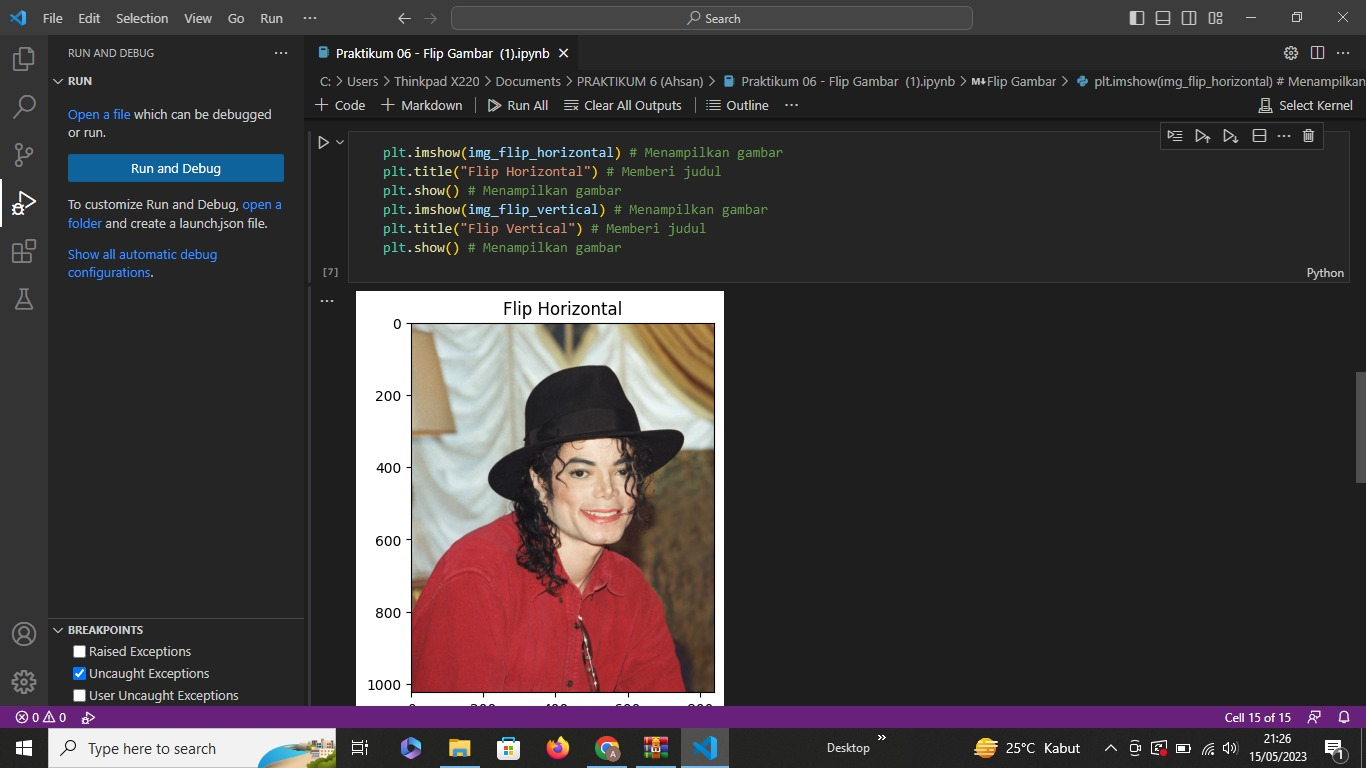 File Edit Selection View Go Run ···
Search
RUN AND DEBUG ···
RUN
Open a file which can be debugged
or run.
Run and Debug
To customize Run and Debug, open a
folder and create a launch.json file.
Show all automatic debug
configurations.
BREAKPOINTS
Raised Exceptions
Uncaught Exceptions
User Uncaught Exceptions
Praktikum 06 - Flip Gambar (1).ipynb
C: > Users > Thinkpad X220 > Documents > PRAKTIKUM 6 (Ahsan) > Praktikum 06 - Flip Gambar (1).ipynb > M↓Flip Gambar > plt.imshow(img_flip_horizontal) # Menampilkan
+ Code + Markdown Run All Clear All Outputs Outline ··· Select Kernel
plt.imshow(img_flip_horizontal) # Menampilkan gambar
plt.title("Flip Horizontal") # Memberi judul
plt.show() # Menampilkan gambar
plt.imshow(img_flip_vertical) # Menampilkan gambar
plt.title("Flip Vertical") # Memberi judul
plt.show() # Menampilkan gambar
[7] Python
Flip Horizontal
0
200
400
600
800
1000
0 200 400 600 800
0 0 Cell 15 of 15
Type here to search
Desktop
25°C Kabut
21:26
15/05/2023
1